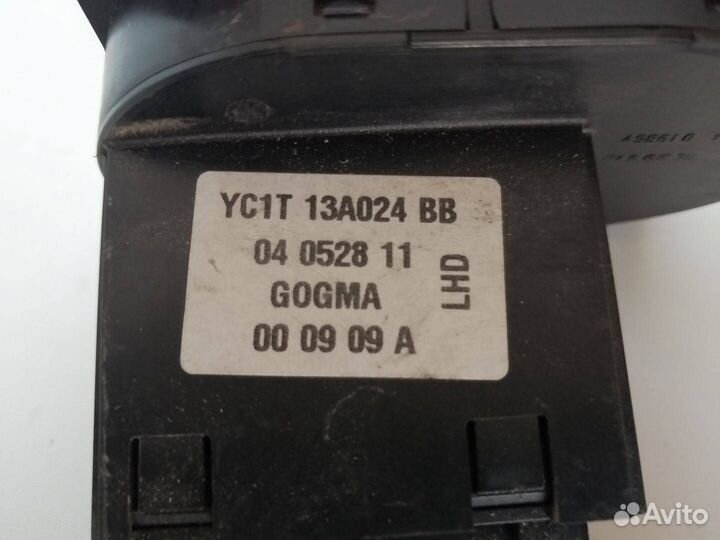 YC1T 13A024 BB
04 0528 11
GOGMA
00 09 09 A
LHD
Avito